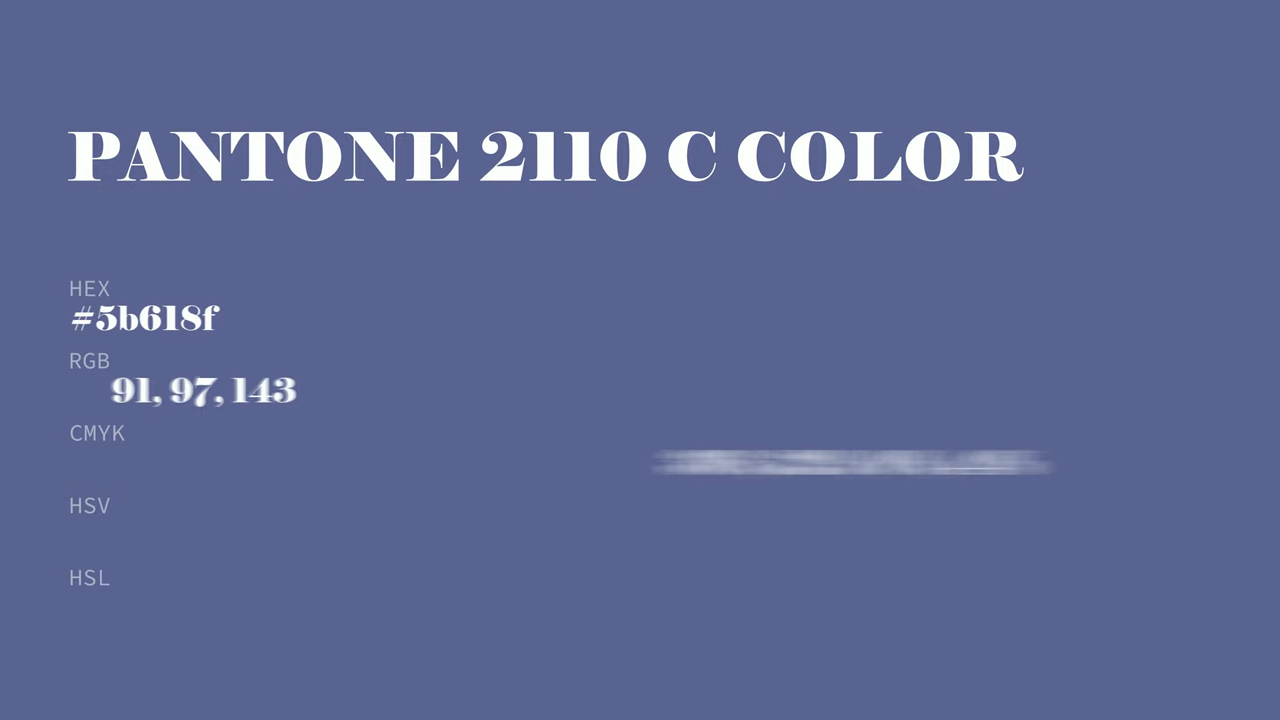 PANTONE 2110 C COLOR
HEX
#5b618f
RGB
91, 97, 143
CMYK
HSV
HSL